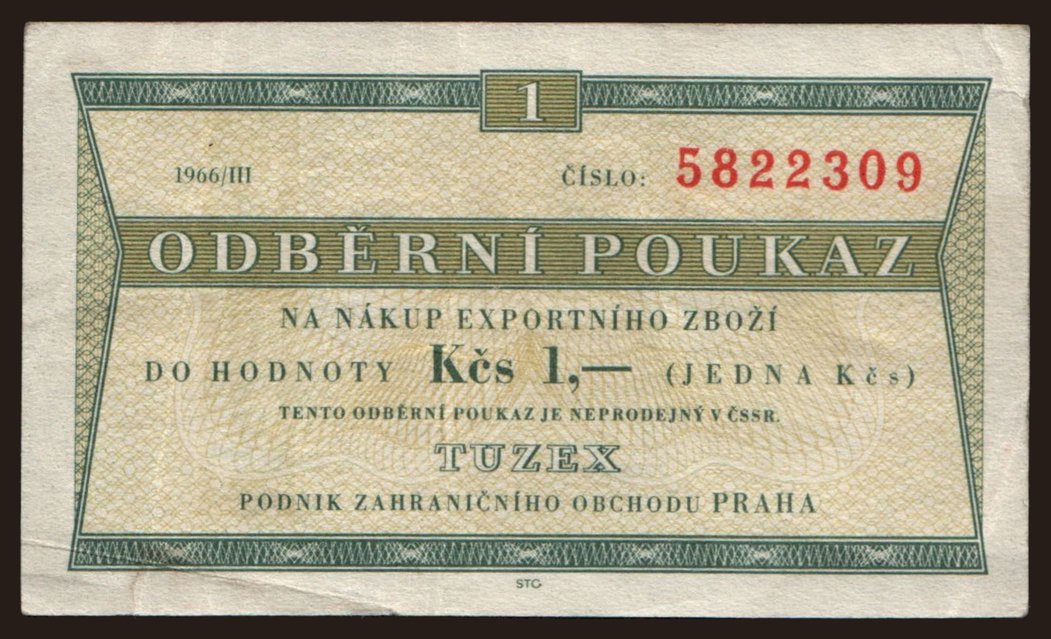 1
1966/III ČÍSLO: 5822309
ODBĚRNÍ POUKAZ
NA NÁKUP EXPORTNÍHO ZBOŽÍ
DO HODNOTY Kčs 1,— (JEDNA Kčs)
TENTO ODBĚRNÍ POUKAZ JE NEPRODEJNÝ V ČSSR.
TUZEX
PODNIK ZAHRANIČNÍHO OBCHODU PRAHA
STC